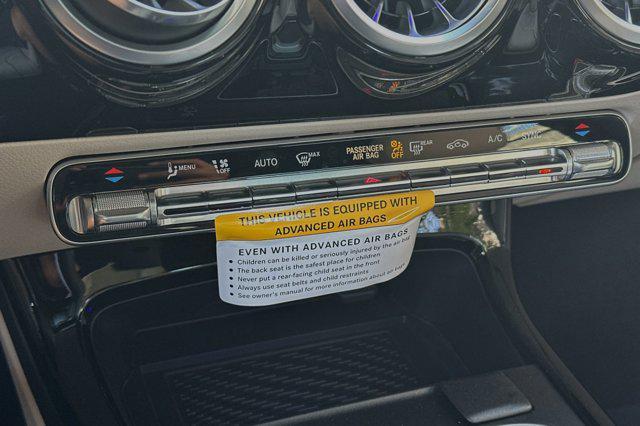 MENU
OFF
AUTO
MAX
PASSENGER
AIR BAG
OFF
REAR
A/C
SYNC
THIS VEHICLE IS EQUIPPED WITH
ADVANCED AIR BAGS
EVEN WITH ADVANCED AIR BAGS
• Children can be killed or seriously injured by the air bag
• The back seat is the safest place for children
• Never put a rear-facing child seat in the front
• Always use seat belts and child restraints
• See owner's manual for more information about air bags